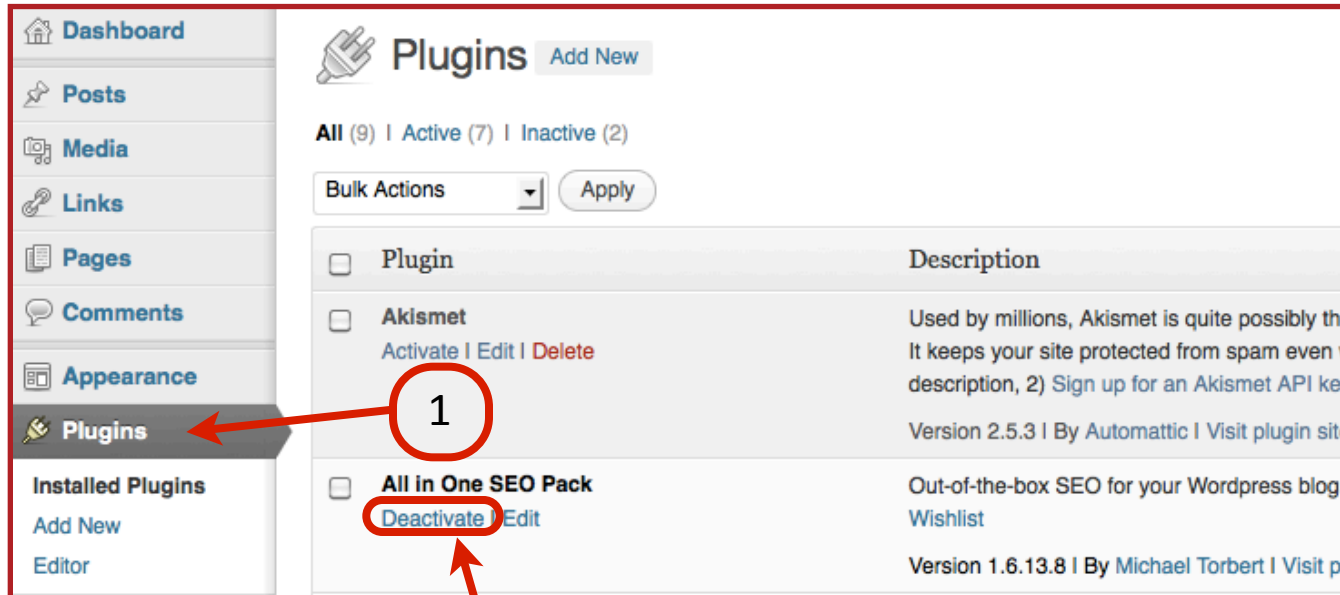 Dashboard
Posts
Media
Links
Pages
Comments
Appearance
Plugins
Installed Plugins
Add New
Editor
Plugins Add New
All (9) | Active (7) | Inactive (2)
Bulk Actions Apply
Plugin Description
Akismet
Activate | Edit | Delete
Used by millions, Akismet is quite possibly th
It keeps your site protected from spam even
description, 2) Sign up for an Akismet API ke
Version 2.5.3 | By Automattic | Visit plugin sit
1
All in One SEO Pack
Deactivate | Edit
Out-of-the-box SEO for your Wordpress blog
Wishlist
Version 1.6.13.8 | By Michael Torbert | Visit p